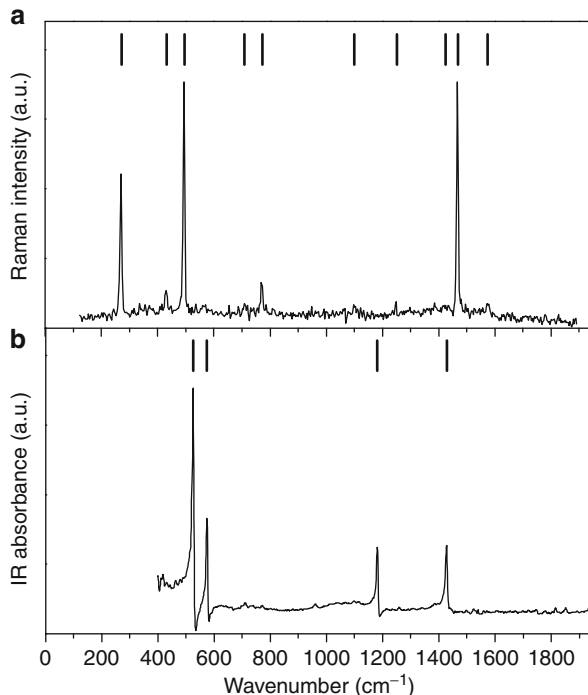 a
Raman intensity (a.u.)
b
IR absorbance (a.u.)
0 200 400 600 800 1000 1200 1400 1600 1800
Wavenumber (cm⁻¹)